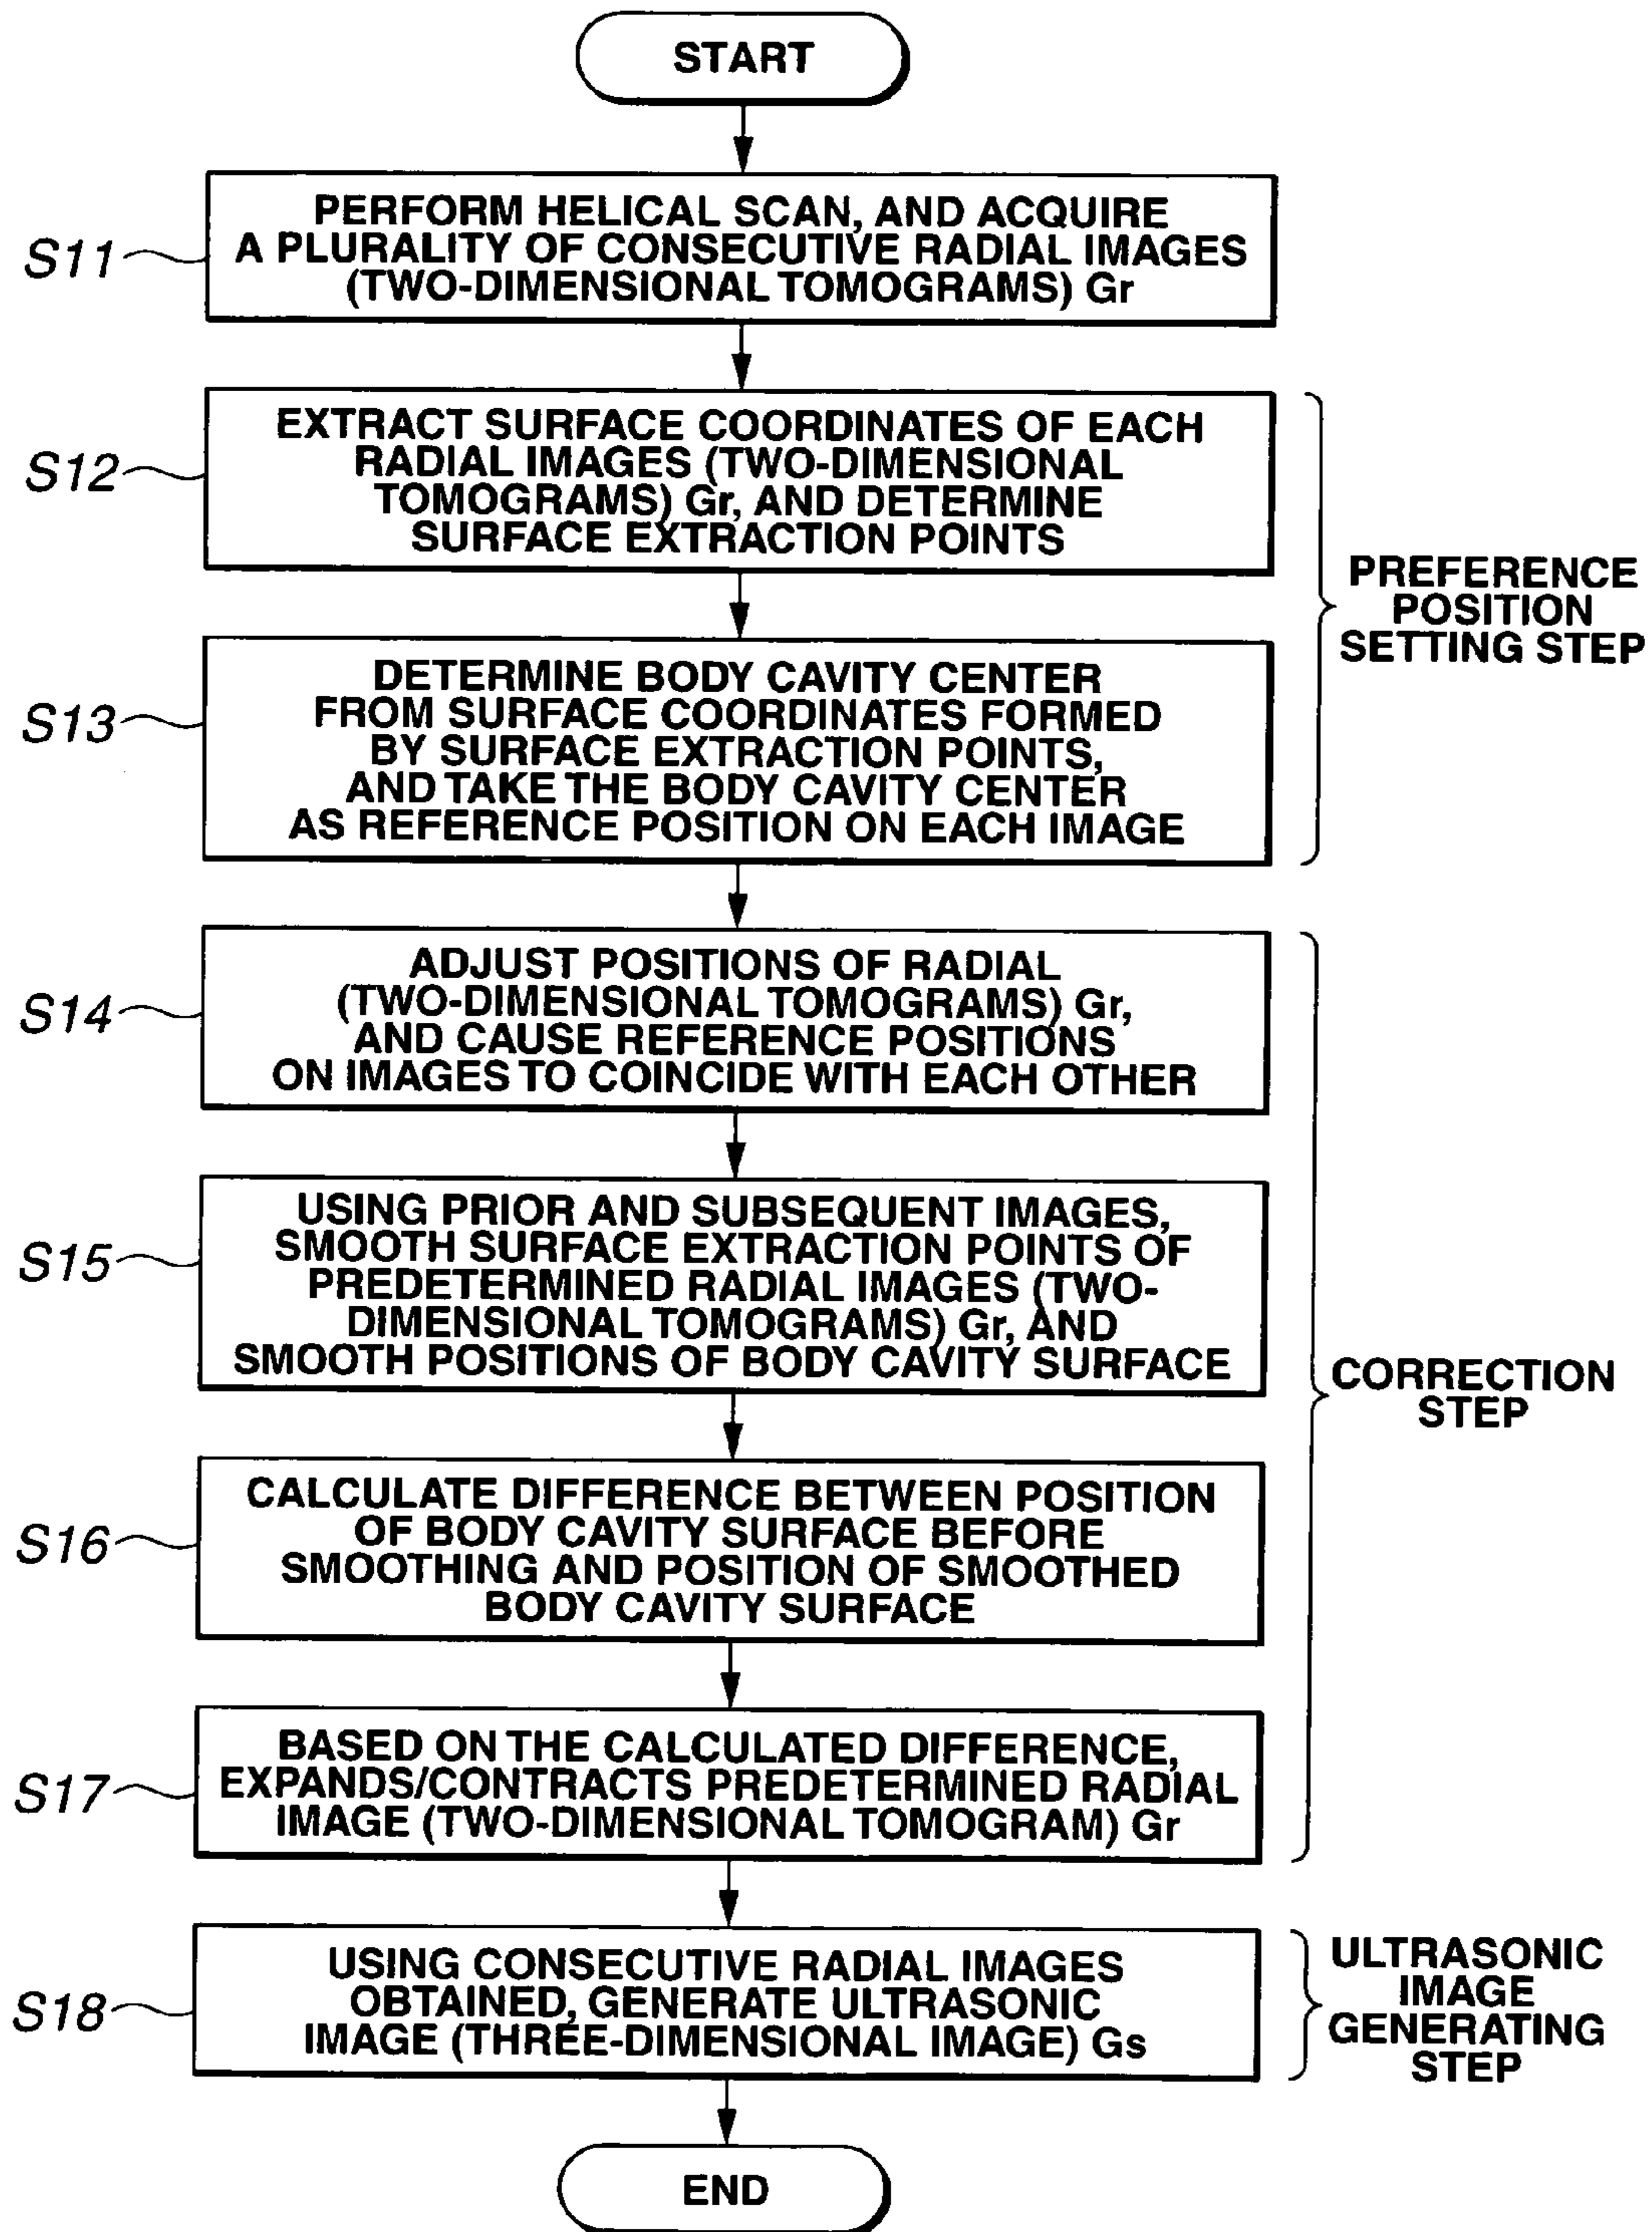 START
S11
PERFORM HELICAL SCAN, AND ACQUIRE
A PLURALITY OF CONSECUTIVE RADIAL IMAGES
(TWO-DIMENSIONAL TOMOGRAMS) Gr
S12
EXTRACT SURFACE COORDINATES OF EACH
RADIAL IMAGES (TWO-DIMENSIONAL
TOMOGRAMS) Gr, AND DETERMINE
SURFACE EXTRACTION POINTS
PREFERENCE
POSITION
SETTING STEP
S13
DETERMINE BODY CAVITY CENTER
FROM SURFACE COORDINATES FORMED
BY SURFACE EXTRACTION POINTS,
AND TAKE THE BODY CAVITY CENTER
AS REFERENCE POSITION ON EACH IMAGE
S14
ADJUST POSITIONS OF RADIAL
(TWO-DIMENSIONAL TOMOGRAMS) Gr,
AND CAUSE REFERENCE POSITIONS
ON IMAGES TO COINCIDE WITH EACH OTHER
S15
USING PRIOR AND SUBSEQUENT IMAGES,
SMOOTH SURFACE EXTRACTION POINTS OF
PREDETERMINED RADIAL IMAGES (TWO-
DIMENSIONAL TOMOGRAMS) Gr, AND
SMOOTH POSITIONS OF BODY CAVITY SURFACE
CORRECTION
STEP
S16
CALCULATE DIFFERENCE BETWEEN POSITION
OF BODY CAVITY SURFACE BEFORE
SMOOTHING AND POSITION OF SMOOTHED
BODY CAVITY SURFACE
S17
BASED ON THE CALCULATED DIFFERENCE,
EXPANDS/CONTRACTS PREDETERMINED RADIAL
IMAGE (TWO-DIMENSIONAL TOMOGRAM) Gr
S18
USING CONSECUTIVE RADIAL IMAGES
OBTAINED, GENERATE ULTRASONIC
IMAGE (THREE-DIMENSIONAL IMAGE) Gs
ULTRASONIC
IMAGE
GENERATING
STEP
END